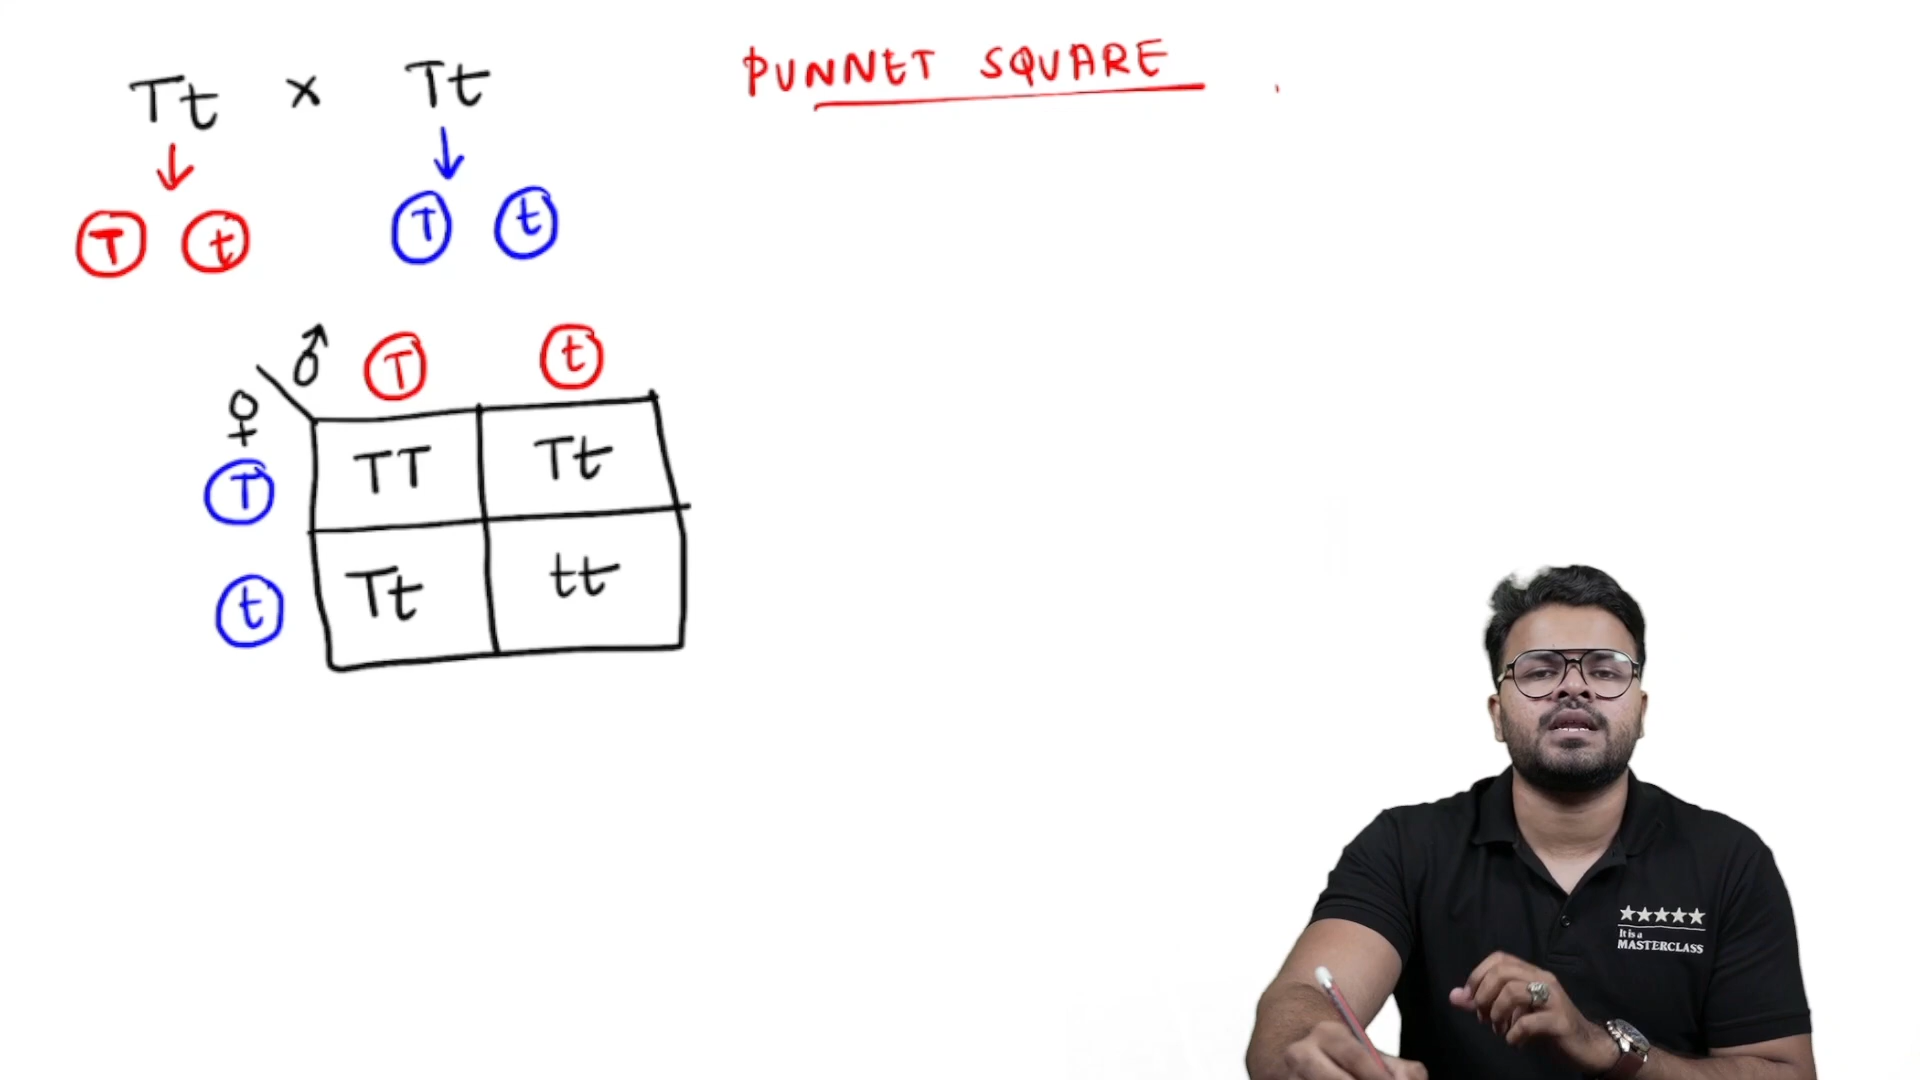 Tt × Tt
PUNNET SQUARE
T t T t
♂ T t
♀
T TT Tt
t Tt tt
★★★★★
It is a
MASTERCLASS